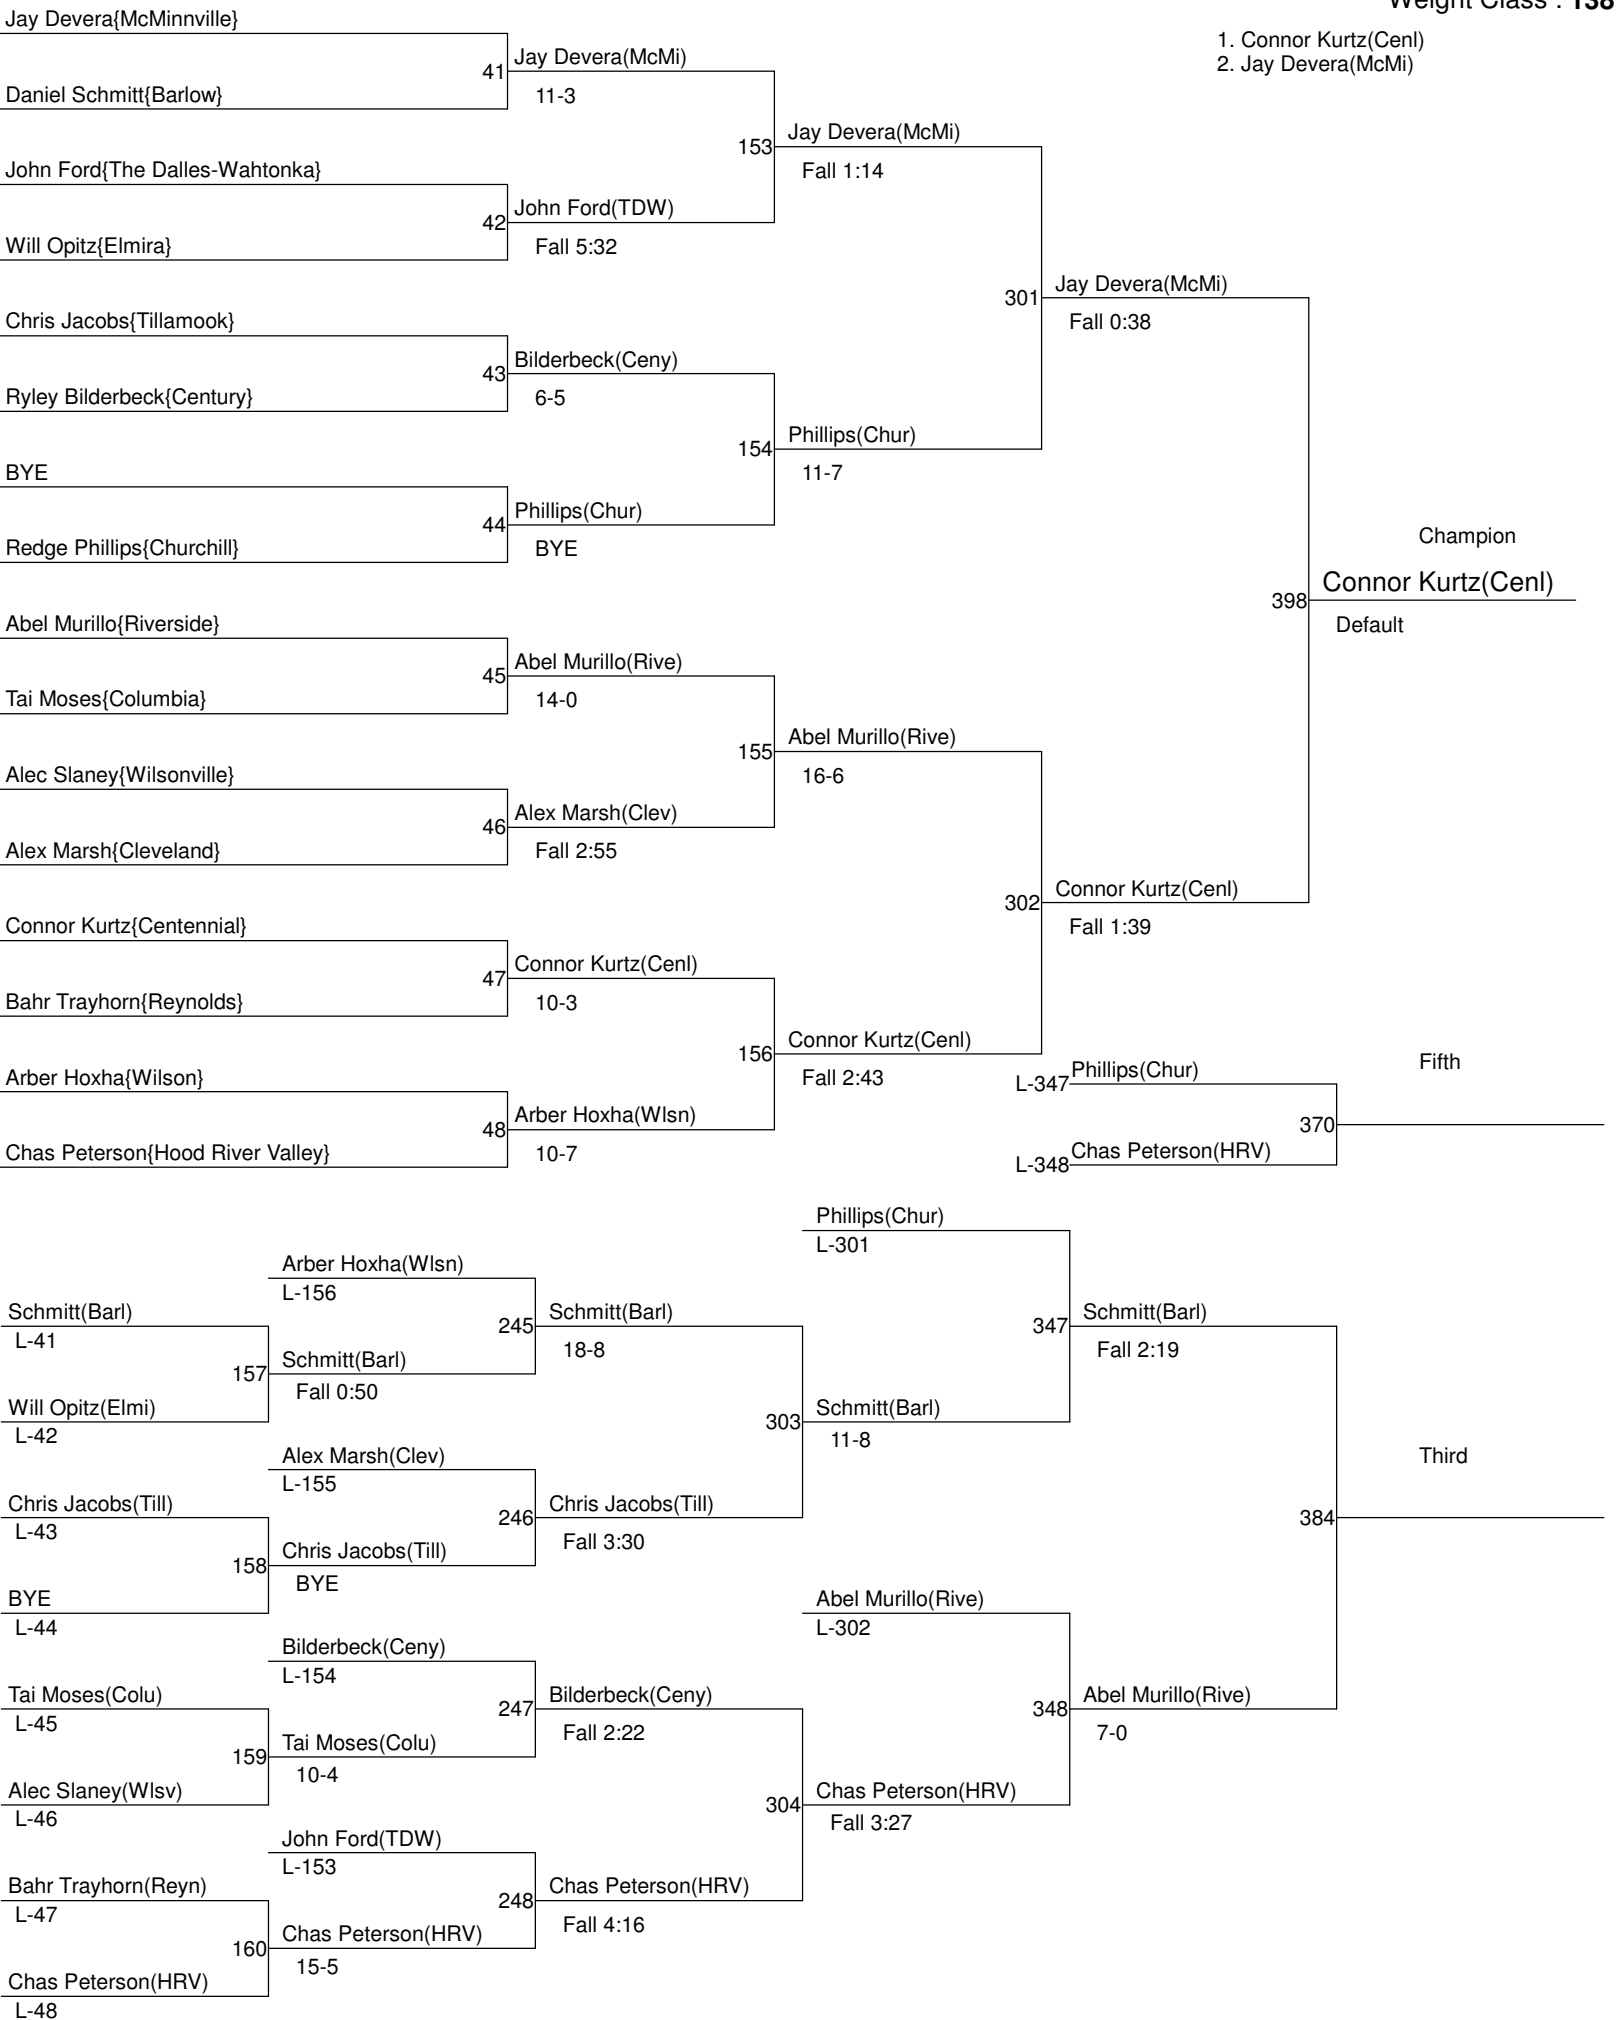 Weight Class : 138
1. Connor Kurtz(Cenl)
2. Jay Devera(McMi)
Jay Devera{McMinnville}
41
Jay Devera(McMi)
11-3
Daniel Schmitt{Barlow}
153
Jay Devera(McMi)
Fall 1:14
John Ford{The Dalles-Wahtonka}
42
John Ford(TDW)
Fall 5:32
Will Opitz{Elmira}
301
Jay Devera(McMi)
Fall 0:38
Chris Jacobs{Tillamook}
43
Bilderbeck(Ceny)
6-5
Ryley Bilderbeck{Century}
154
Phillips(Chur)
11-7
BYE
44
Phillips(Chur)
BYE
Redge Phillips{Churchill}
Champion
398
Connor Kurtz(Cenl)
Default
Abel Murillo{Riverside}
45
Abel Murillo(Rive)
14-0
Tai Moses{Columbia}
155
Abel Murillo(Rive)
16-6
Alec Slaney{Wilsonville}
46
Alex Marsh(Clev)
Fall 2:55
Alex Marsh{Cleveland}
302
Connor Kurtz(Cenl)
Fall 1:39
Connor Kurtz{Centennial}
47
Connor Kurtz(Cenl)
10-3
Bahr Trayhorn{Reynolds}
156
Connor Kurtz(Cenl)
Fall 2:43
Arber Hoxha{Wilson}
48
Arber Hoxha(Wlsn)
10-7
Chas Peterson{Hood River Valley}
L-347
Phillips(Chur)
Fifth
370
L-348
Chas Peterson(HRV)
Phillips(Chur)
L-301
Arber Hoxha(Wlsn)
L-156
Schmitt(Barl)
L-41
245
Schmitt(Barl)
18-8
347
Schmitt(Barl)
Fall 2:19
157
Schmitt(Barl)
Fall 0:50
Will Opitz(Elmi)
L-42
303
Schmitt(Barl)
11-8
Alex Marsh(Clev)
L-155
Third
Chris Jacobs(Till)
L-43
246
Chris Jacobs(Till)
Fall 3:30
384
158
Chris Jacobs(Till)
BYE
BYE
L-44
Abel Murillo(Rive)
L-302
Bilderbeck(Ceny)
L-154
Tai Moses(Colu)
L-45
247
Bilderbeck(Ceny)
Fall 2:22
348
Abel Murillo(Rive)
7-0
159
Tai Moses(Colu)
10-4
Alec Slaney(Wlsv)
L-46
304
Chas Peterson(HRV)
Fall 3:27
John Ford(TDW)
L-153
Bahr Trayhorn(Reyn)
L-47
248
Chas Peterson(HRV)
Fall 4:16
160
Chas Peterson(HRV)
15-5
Chas Peterson(HRV)
L-48